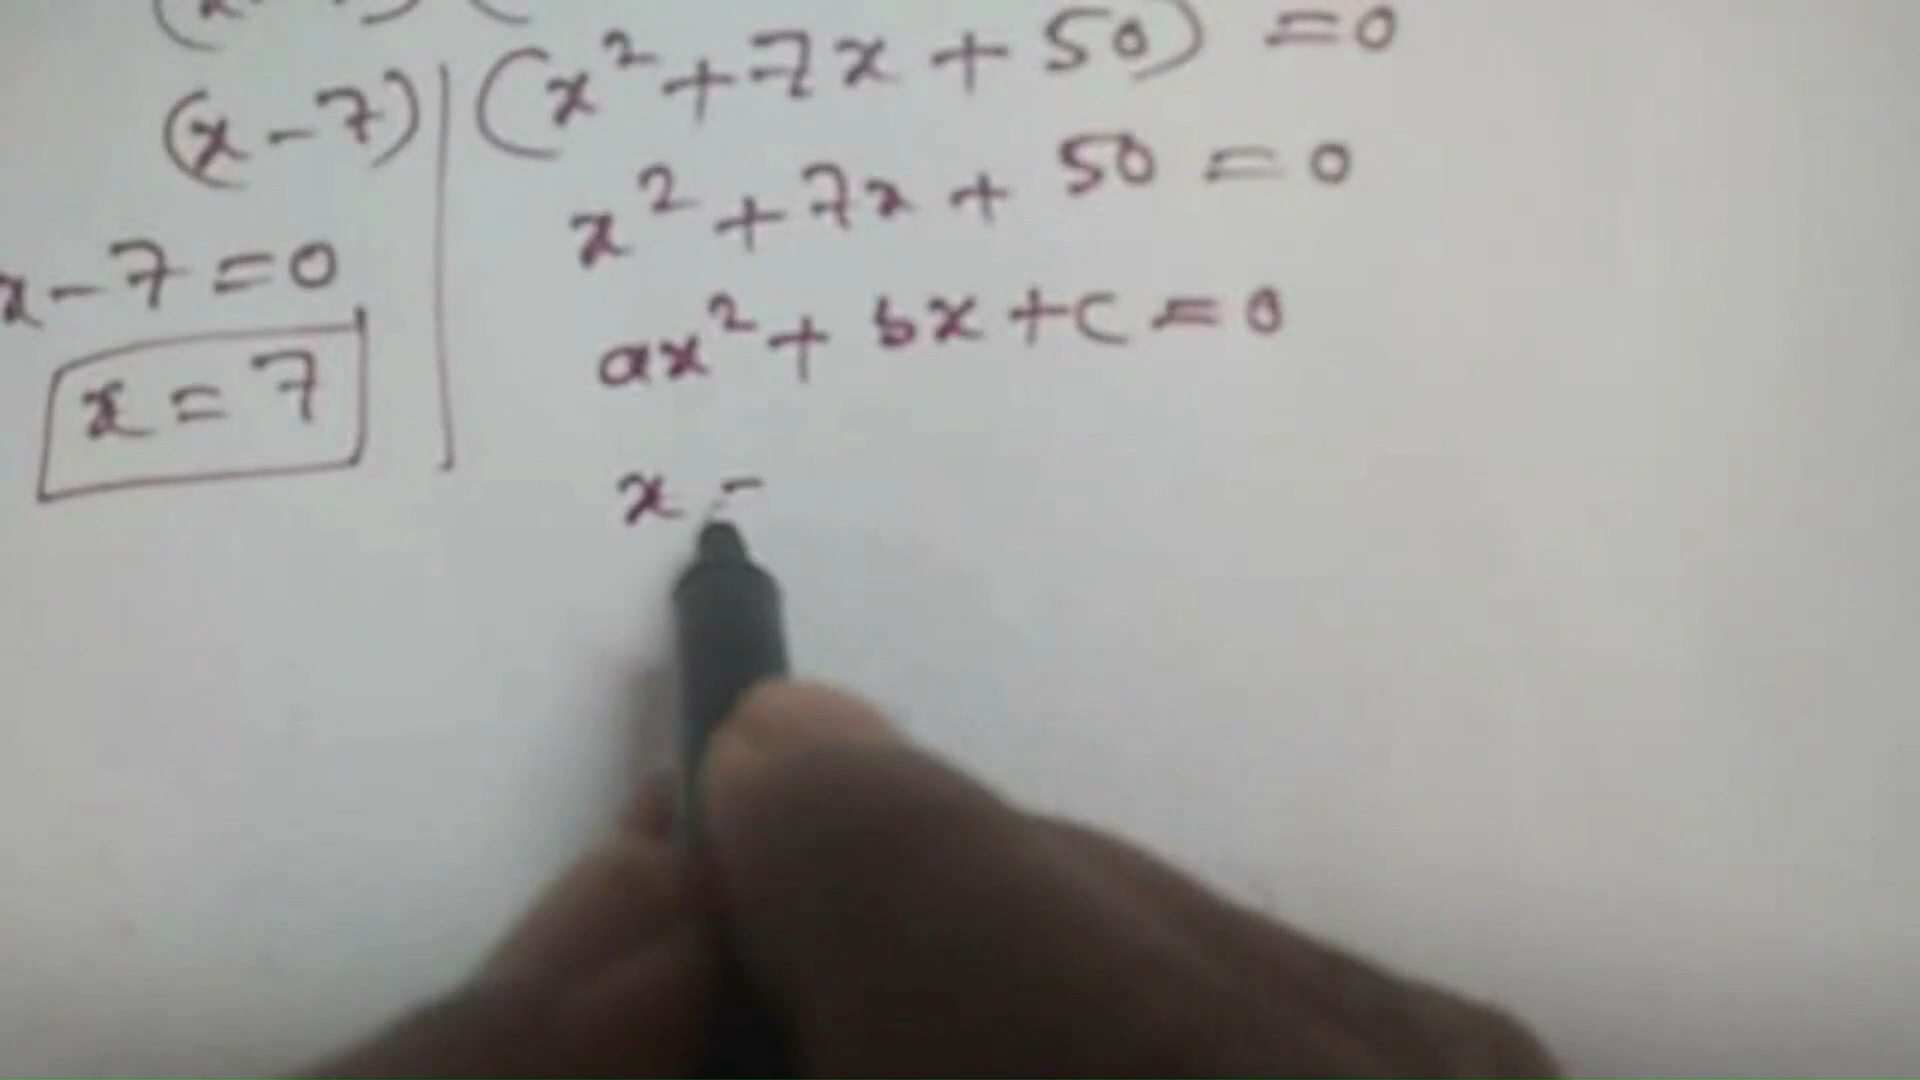 (x-7) | (x²+7x+50) =0
x-7=0
x=7
x²+7x+50=0
ax²+bx+c=0
x =